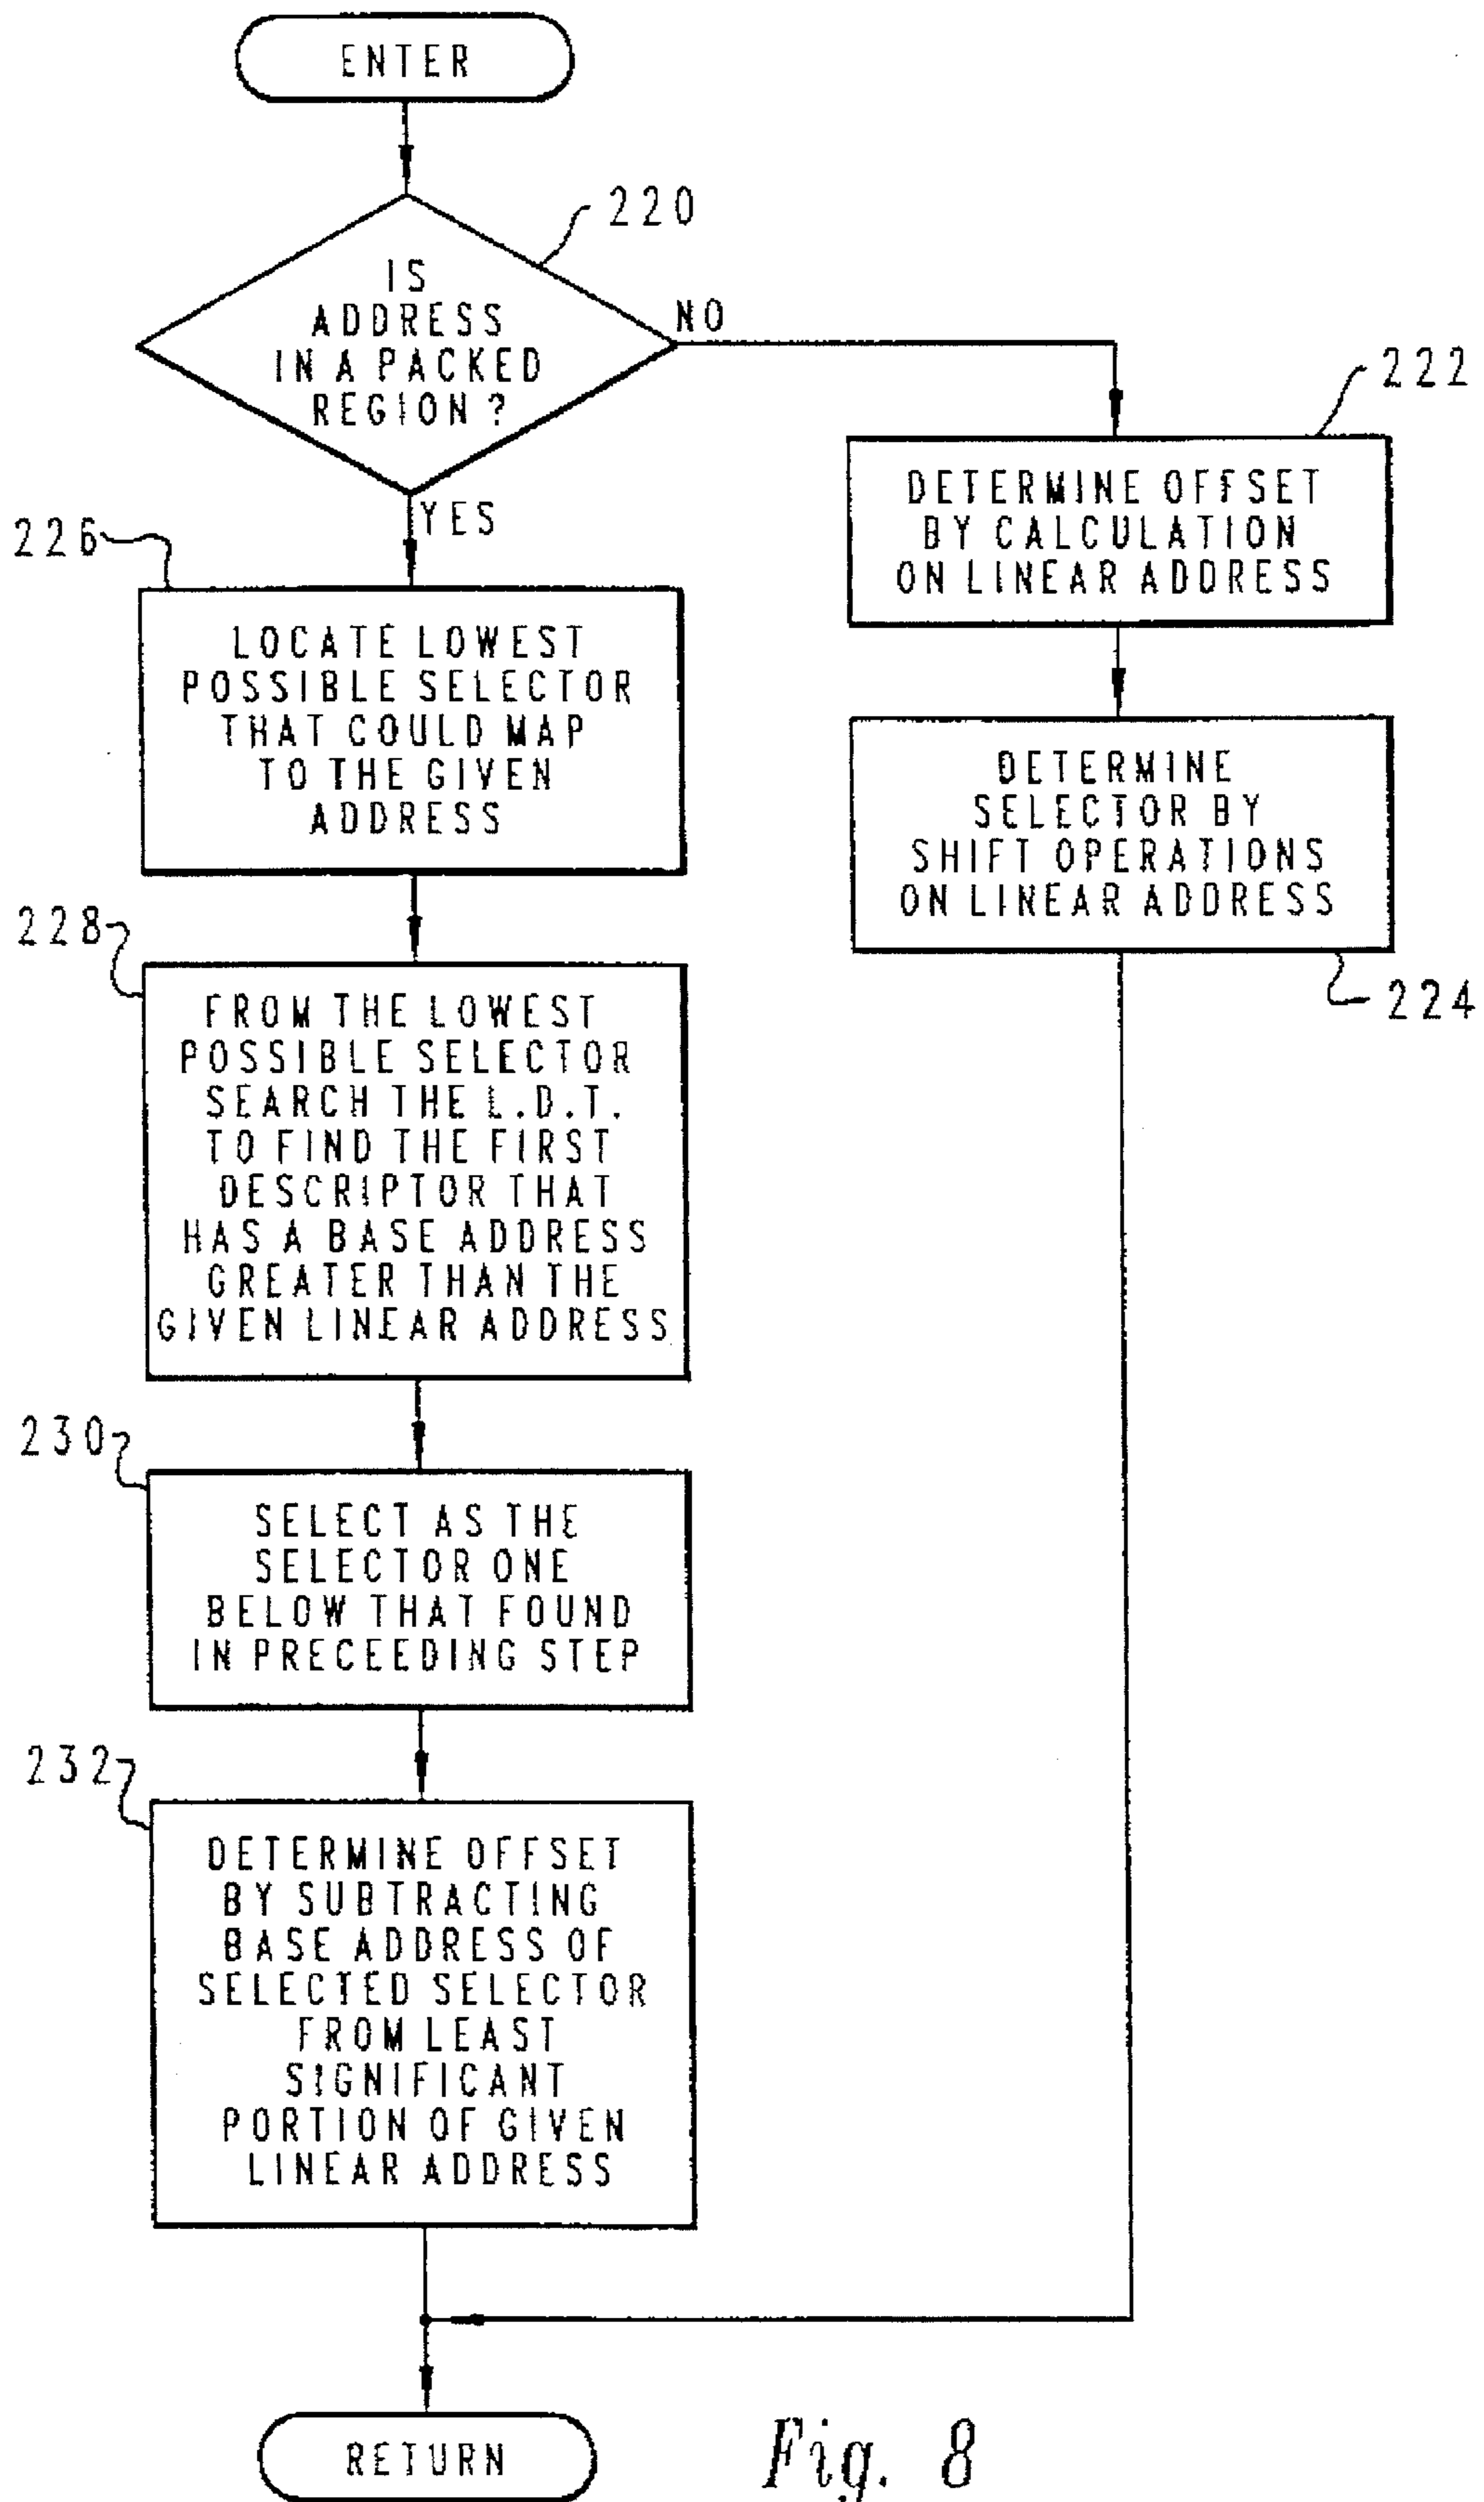 ENTER
220
IS
ADDRESS
IN A PACKED
REGION?
NO
YES
222
DETERMINE OFFSET
BY CALCULATION
ON LINEAR ADDRESS
DETERMINE
SELECTOR BY
SHIFT OPERATIONS
ON LINEAR ADDRESS
224
226
LOCATE LOWEST
POSSIBLE SELECTOR
THAT COULD MAP
TO THE GIVEN
ADDRESS
228
FROM THE LOWEST
POSSIBLE SELECTOR
SEARCH THE L.D.T.
TO FIND THE FIRST
DESCRIPTOR THAT
HAS A BASE ADDRESS
GREATER THAN THE
GIVEN LINEAR ADDRESS
230
SELECT AS THE
SELECTOR ONE
BELOW THAT FOUND
IN PRECEEDING STEP
232
DETERMINE OFFSET
BY SUBTRACTING
BASE ADDRESS OF
SELECTED SELECTOR
FROM LEAST
SIGNIFICANT
PORTION OF GIVEN
LINEAR ADDRESS
RETURN
Fig. 8